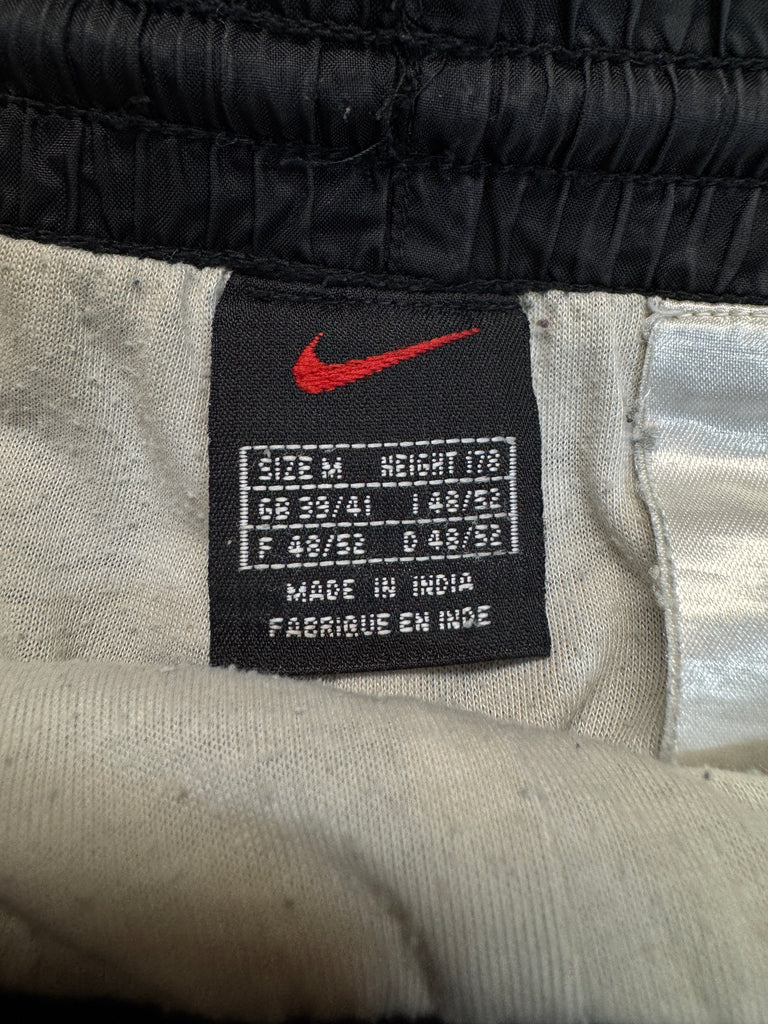 SIZE M HEIGHT 178
GB 39/41 I 48/52
F 48/52 D 48/52
MADE IN INDIA
FABRIQUE EN INDE